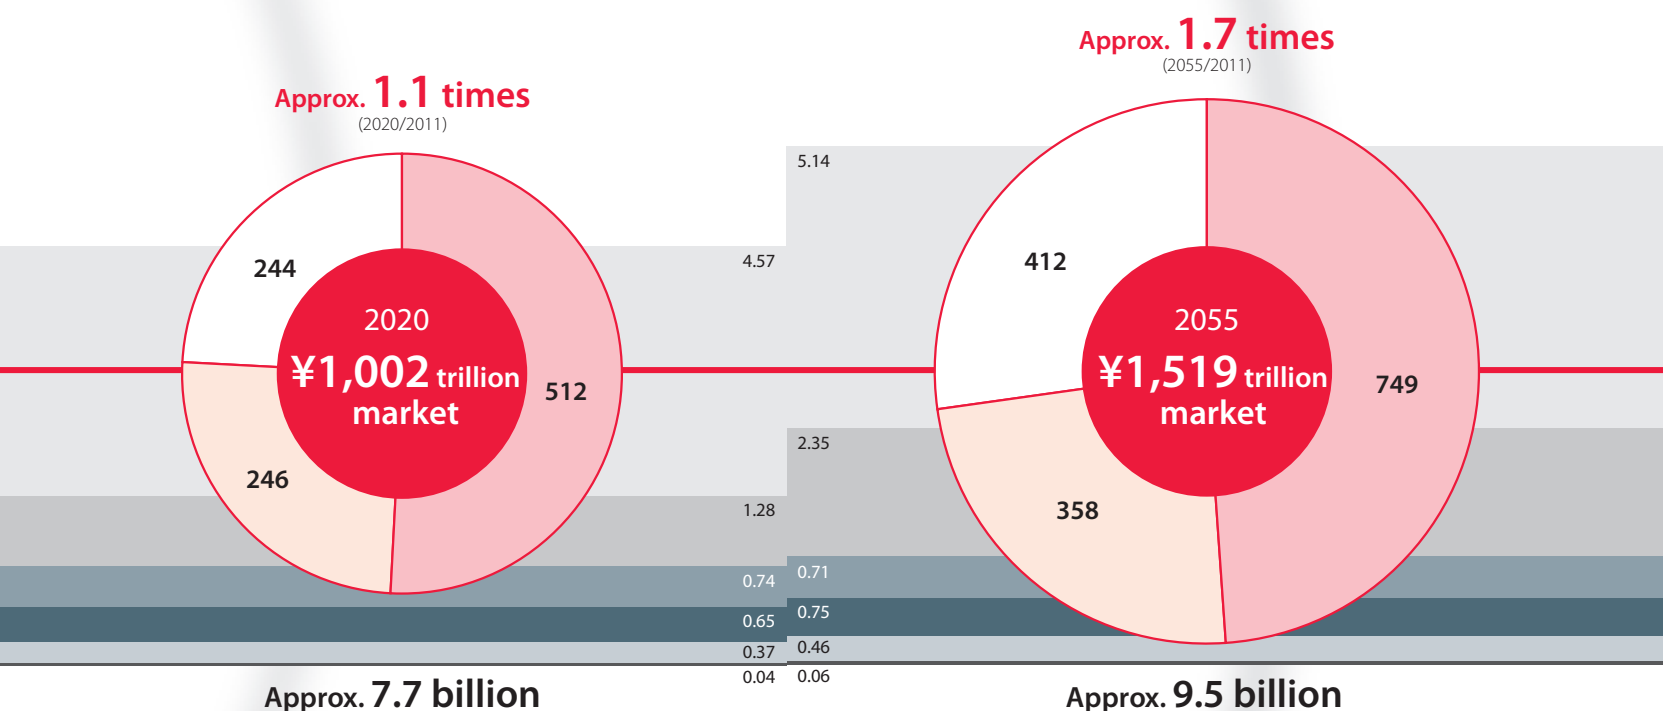 Approx. 1.1 times
(2020/2011)
244
246
512
2020
¥1,002 trillion
market
4.57
1.28
0.74
0.65
0.37
0.04
Approx. 7.7 billion
Approx. 1.7 times
(2055/2011)
5.14
2.35
0.71
0.75
0.46
0.06
412
358
749
2055
¥1,519 trillion
market
Approx. 9.5 billion